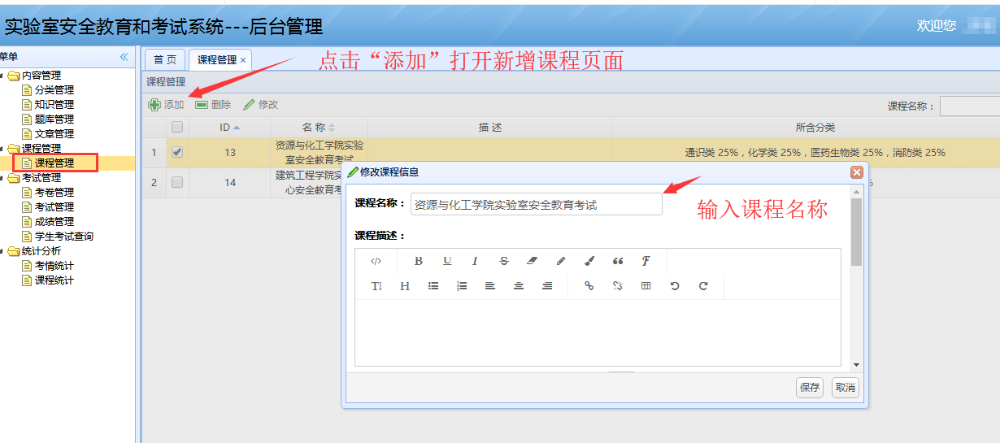 实验室安全教育和考试系统---后台管理
欢迎您
菜单
首 页
课程管理
点击“添加”打开新增课程页面
内容管理
分类管理
知识管理
题库管理
文章管理
课程管理
课程管理
考试管理
考卷管理
考试管理
成绩管理
学生考试查询
统计分析
考情统计
课程统计
课程管理
添加 删除 修改
课程名称：
ID 名 称 描 述 所含分类
1 13 资源与化工学院实验
室安全教育考试 通识类 25%，化学类 25%，医药生物类 25%，消防类 25%
2 14 建筑工程学院实
心安全教育考
%
修改课程信息
课程名称： 资源与化工学院实验室安全教育考试
输入课程名称
课程描述：
</> B U I S
T H
保存 取消